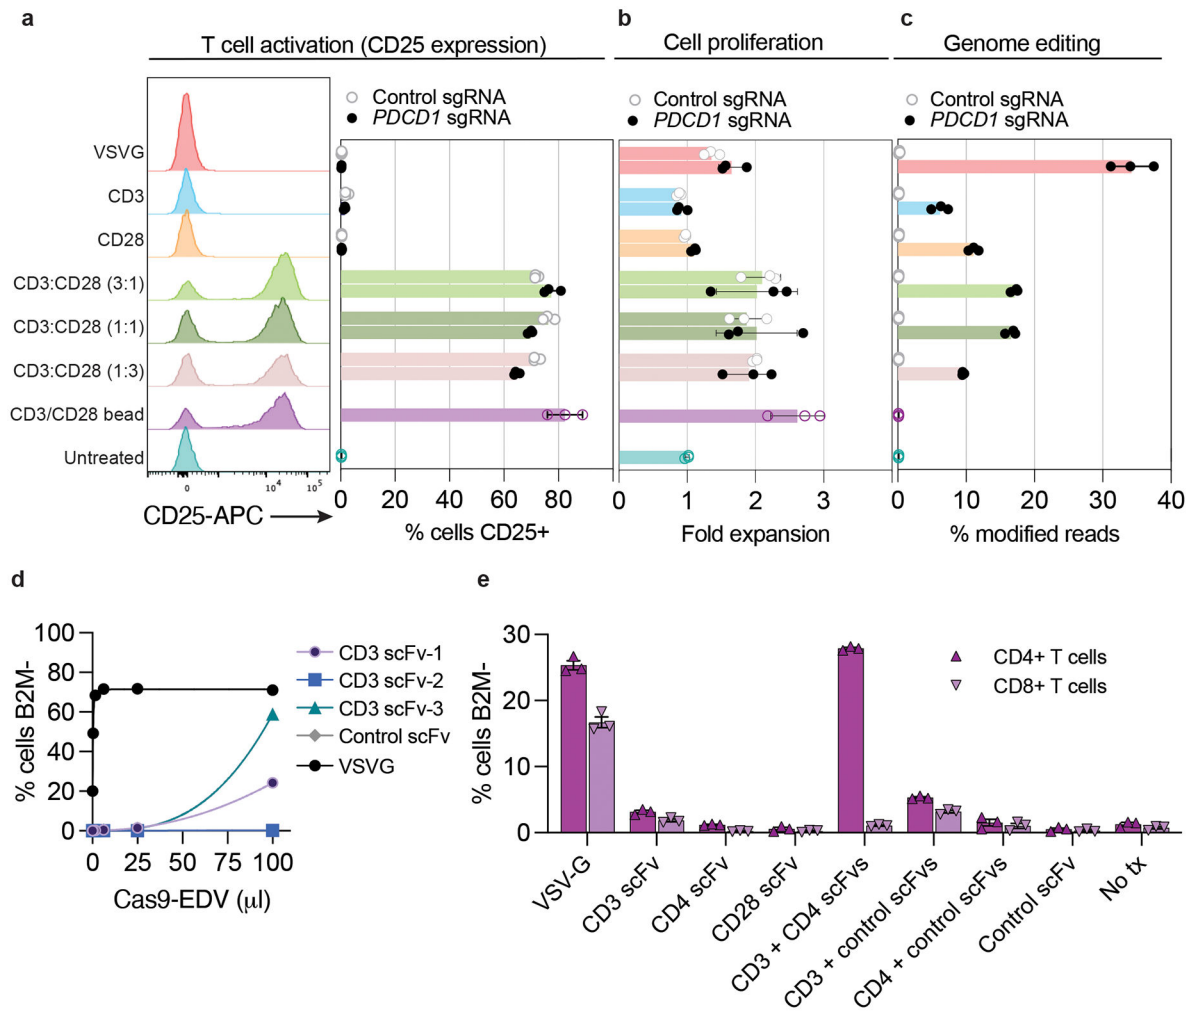 a
b
c
T cell activation (CD25 expression)
Cell proliferation
Genome editing
Control sgRNA
PDCD1 sgRNA
Control sgRNA
PDCD1 sgRNA
Control sgRNA
PDCD1 sgRNA
VSVG
CD3
CD28
CD3:CD28 (3:1)
CD3:CD28 (1:1)
CD3:CD28 (1:3)
CD3/CD28 bead
Untreated
0 10^4 10^5
CD25-APC
0 20 40 60 80
% cells CD25+
0 1 2 3
Fold expansion
0 10 20 30 40
% modified reads
d
% cells B2M-
100
80
60
40
20
0
0 25 50 75 100
Cas9-EDV (μl)
CD3 scFv-1
CD3 scFv-2
CD3 scFv-3
Control scFv
VSVG
e
% cells B2M-
30
20
10
0
CD4+ T cells
CD8+ T cells
VSV-G
CD3 scFv
CD4 scFv
CD28 scFv
CD3 + CD4 scFvs
CD3 + control scFvs
CD4 + control scFvs
Control scFv
No tx